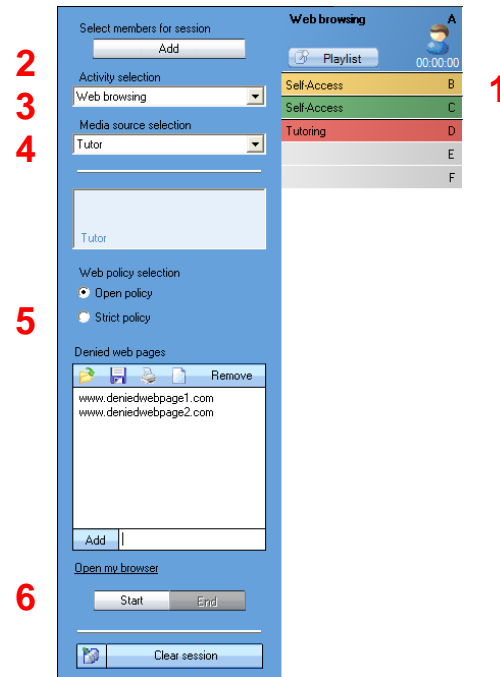 Select members for session
Add
2
Activity selection
3
Web browsing
Media source selection
4
Tutor
Tutor
Web policy selection
Open policy
5
Strict policy
Denied web pages
Remove
www.deniedwebpage1.com
www.deniedwebpage2.com
Add
Open my browser
6
Start End
Clear session
Web browsing A
Playlist 00:00:00
1
Self-Access B
Self-Access C
Tutoring D
E
F